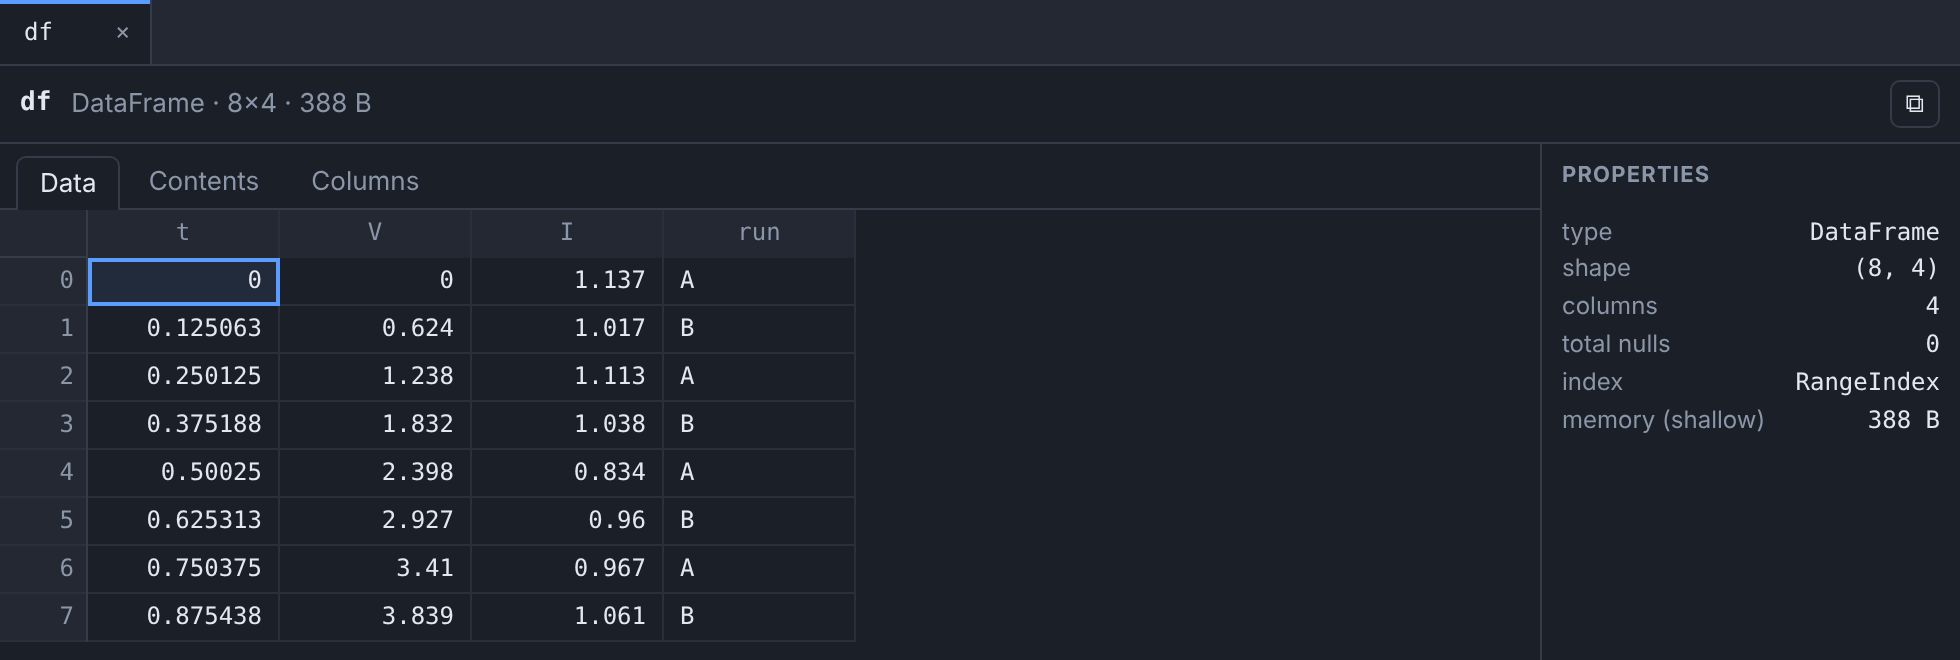 df ×
df DataFrame · 8×4 · 388 B
Data Contents Columns
t V I run
0 0 0 1.137 A
1 0.125063 0.624 1.017 B
2 0.250125 1.238 1.113 A
3 0.375188 1.832 1.038 B
4 0.50025 2.398 0.834 A
5 0.625313 2.927 0.96 B
6 0.750375 3.41 0.967 A
7 0.875438 3.839 1.061 B
PROPERTIES
type DataFrame
shape (8, 4)
columns 4
total nulls 0
index RangeIndex
memory (shallow) 388 B